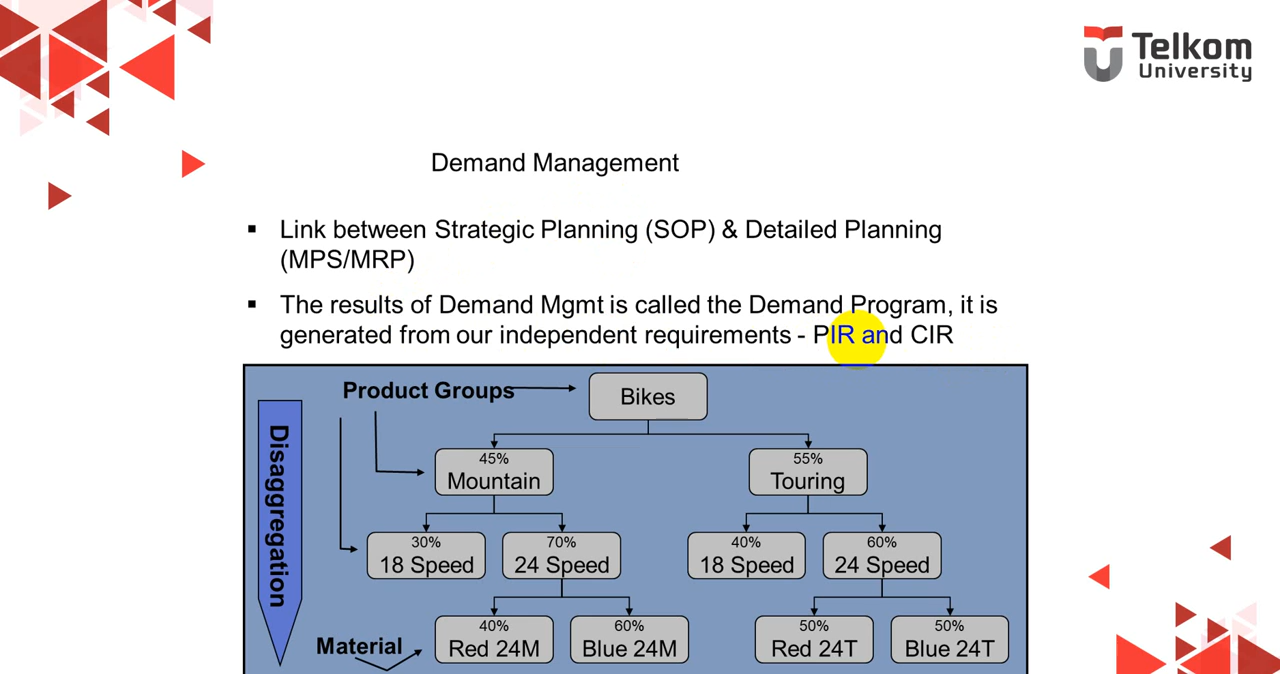 Telkom
University
Demand Management
▪ Link between Strategic Planning (SOP) & Detailed Planning
(MPS/MRP)
▪ The results of Demand Mgmt is called the Demand Program, it is
generated from our independent requirements - PIR and CIR
Product Groups
Bikes
Disaggregation
45%
Mountain
55%
Touring
30%
18 Speed
70%
24 Speed
40%
18 Speed
60%
24 Speed
Material
40%
Red 24M
60%
Blue 24M
50%
Red 24T
50%
Blue 24T